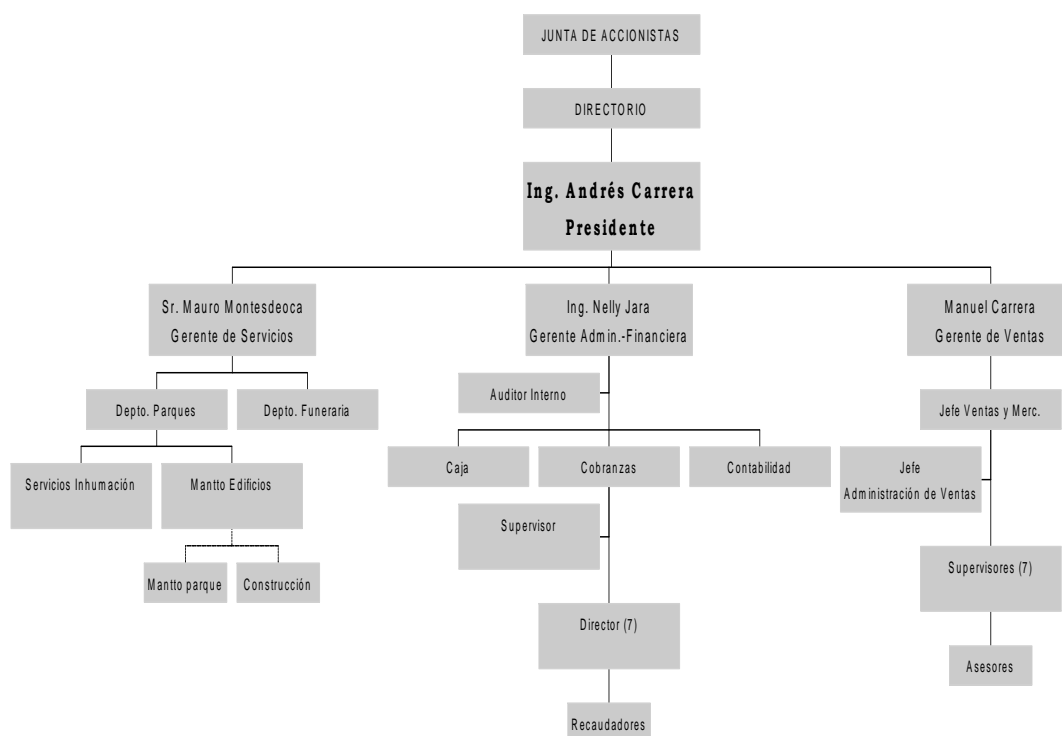 JUNTA DE ACCIONISTAS
DIRECTORIO
Ing. Andrés Carrera
Presidente
Sr. Mauro Montesdeoca
Gerente de Servicios
Ing. Nelly Jara
Gerente Admin.-Financiera
Manuel Carrera
Gerente de Ventas
Auditor Interno
Depto. Parques
Depto. Funeraria
Jefe Ventas y Merc.
Servicios Inhumación
Mantto Edificios
Caja
Cobranzas
Contabilidad
Jefe
Administración de Ventas
Supervisor
Mantto parque
Construcción
Supervisores (7)
Director (7)
Asesores
Recaudadores